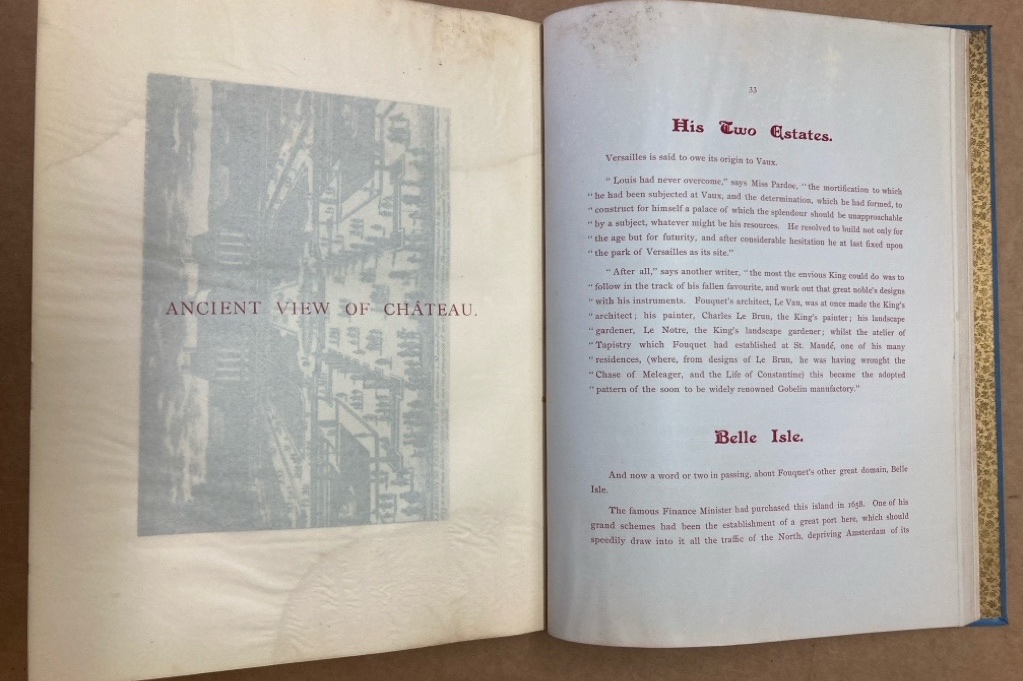 ANCIENT VIEW OF CHÂTEAU.
33
His Two Estates.
Versailles is said to owe its origin to Vaux.
" Louis had never overcome," says Miss Pardoe, "the mortification to which
" he had been subjected at Vaux, and the determination, which he had formed, to
" construct for himself a palace of which the splendour should be unapproachable
" by a subject, whatever might be his resources. He resolved to build not only for
" the age but for futurity, and after considerable hesitation he at last fixed upon
" the park of Versailles as its site."
" After all," says another writer, " the most the envious King could do was to
" follow in the track of his fallen favourite, and work out that great noble's designs
" with his instruments. Fouquet's architect, Le Vau, was at once made the King's
" architect ; his painter, Charles Le Brun, the King's painter ; his landscape
" gardener, Le Notre, the King's landscape gardener ; whilst the atelier of
" Tapistry which Fouquet had established at St. Mandé, one of his many
" residences, (where, from designs of Le Brun, he was having wrought the
" Chase of Meleager, and the Life of Constantine) this became the adopted
" pattern of the soon to be widely renowned Gobelin manufactory."
Belle Isle.
And now a word or two in passing, about Fouquet's other great domain, Belle
Isle.
The famous Finance Minister had purchased this island in 1658. One of his
grand schemes had been the establishment of a great port here, which should
speedily draw into it all the traffic of the North, depriving Amsterdam of its